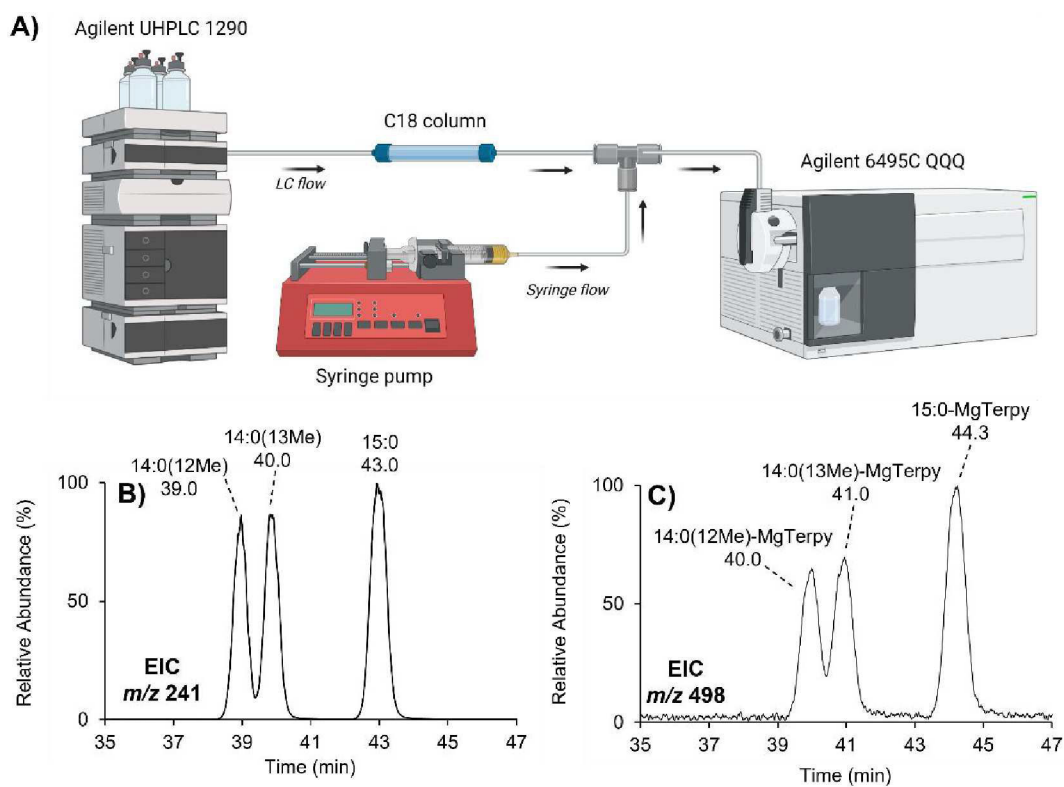 A)
Agilent UHPLC 1290
C18 column
LC flow
Agilent 6495C QQQ
Syringe flow
Syringe pump
B)
14:0(12Me)
39.0
14:0(13Me)
40.0
15:0
43.0
100
50
0
Relative Abundance (%)
EIC
m/z 241
35
37
39
41
43
45
47
Time (min)
C)
14:0(12Me)-MgTerpy
40.0
14:0(13Me)-MgTerpy
41.0
15:0-MgTerpy
44.3
100
50
0
Relative Abundance (%)
EIC
m/z 498
35
37
39
41
43
45
47
Time (min)